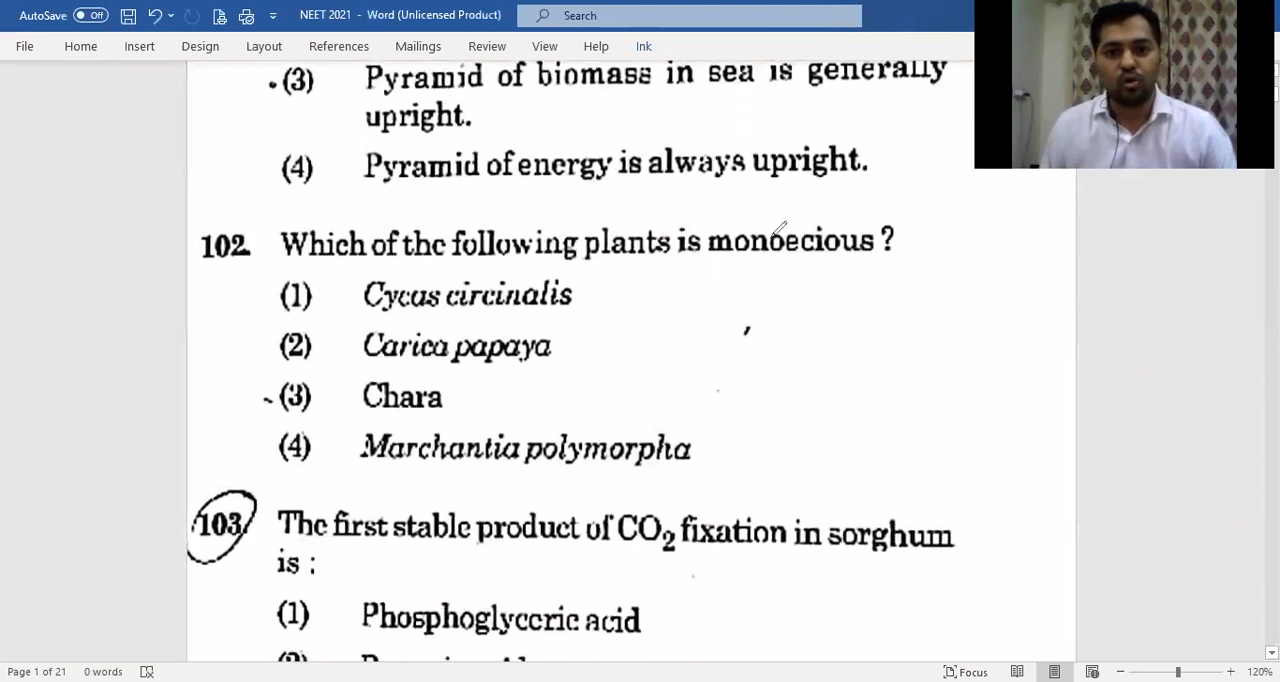 AutoSave Off NEET 2021 - Word (Unlicensed Product) Search
File Home Insert Design Layout References Mailings Review View Help Ink
(3) Pyramid of biomass in sea is generally
upright.
(4) Pyramid of energy is always upright.
102. Which of the following plants is monoecious ?
(1) Cycas circinalis
(2) Carica papaya
(3) Chara
(4) Marchantia polymorpha
103. The first stable product of CO2 fixation in sorghum
is :
(1) Phosphoglyceric acid
Page 1 of 21 0 words Focus 120%